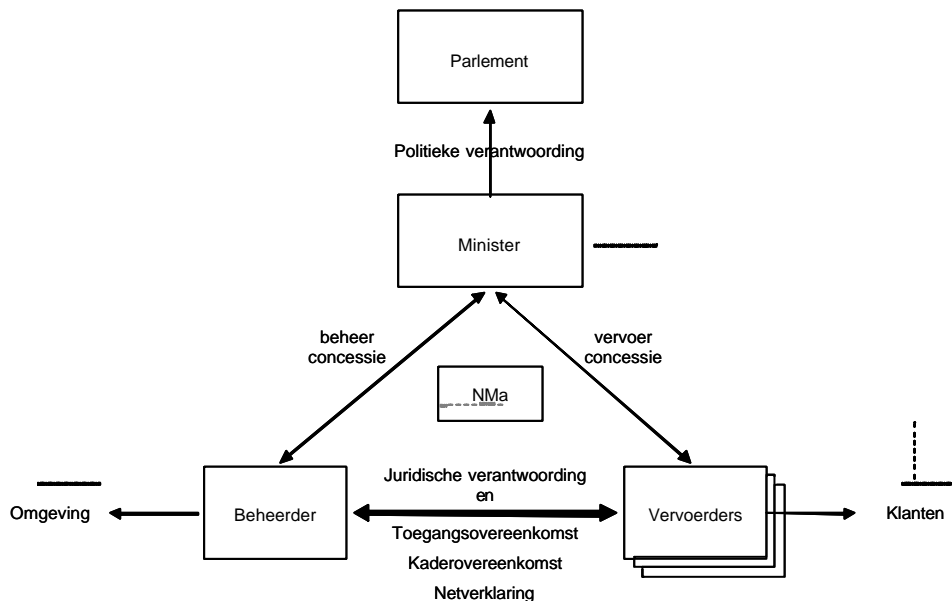 Parlement
Politieke verantwoording
Minister
beheer
concessie
vervoer
concessie
NMa
Juridische verantwoording
en
Omgeving
Beheerder
Toegangsovereenkomst
Vervoerders
Klanten
Kaderovereenkomst
Netverklaring